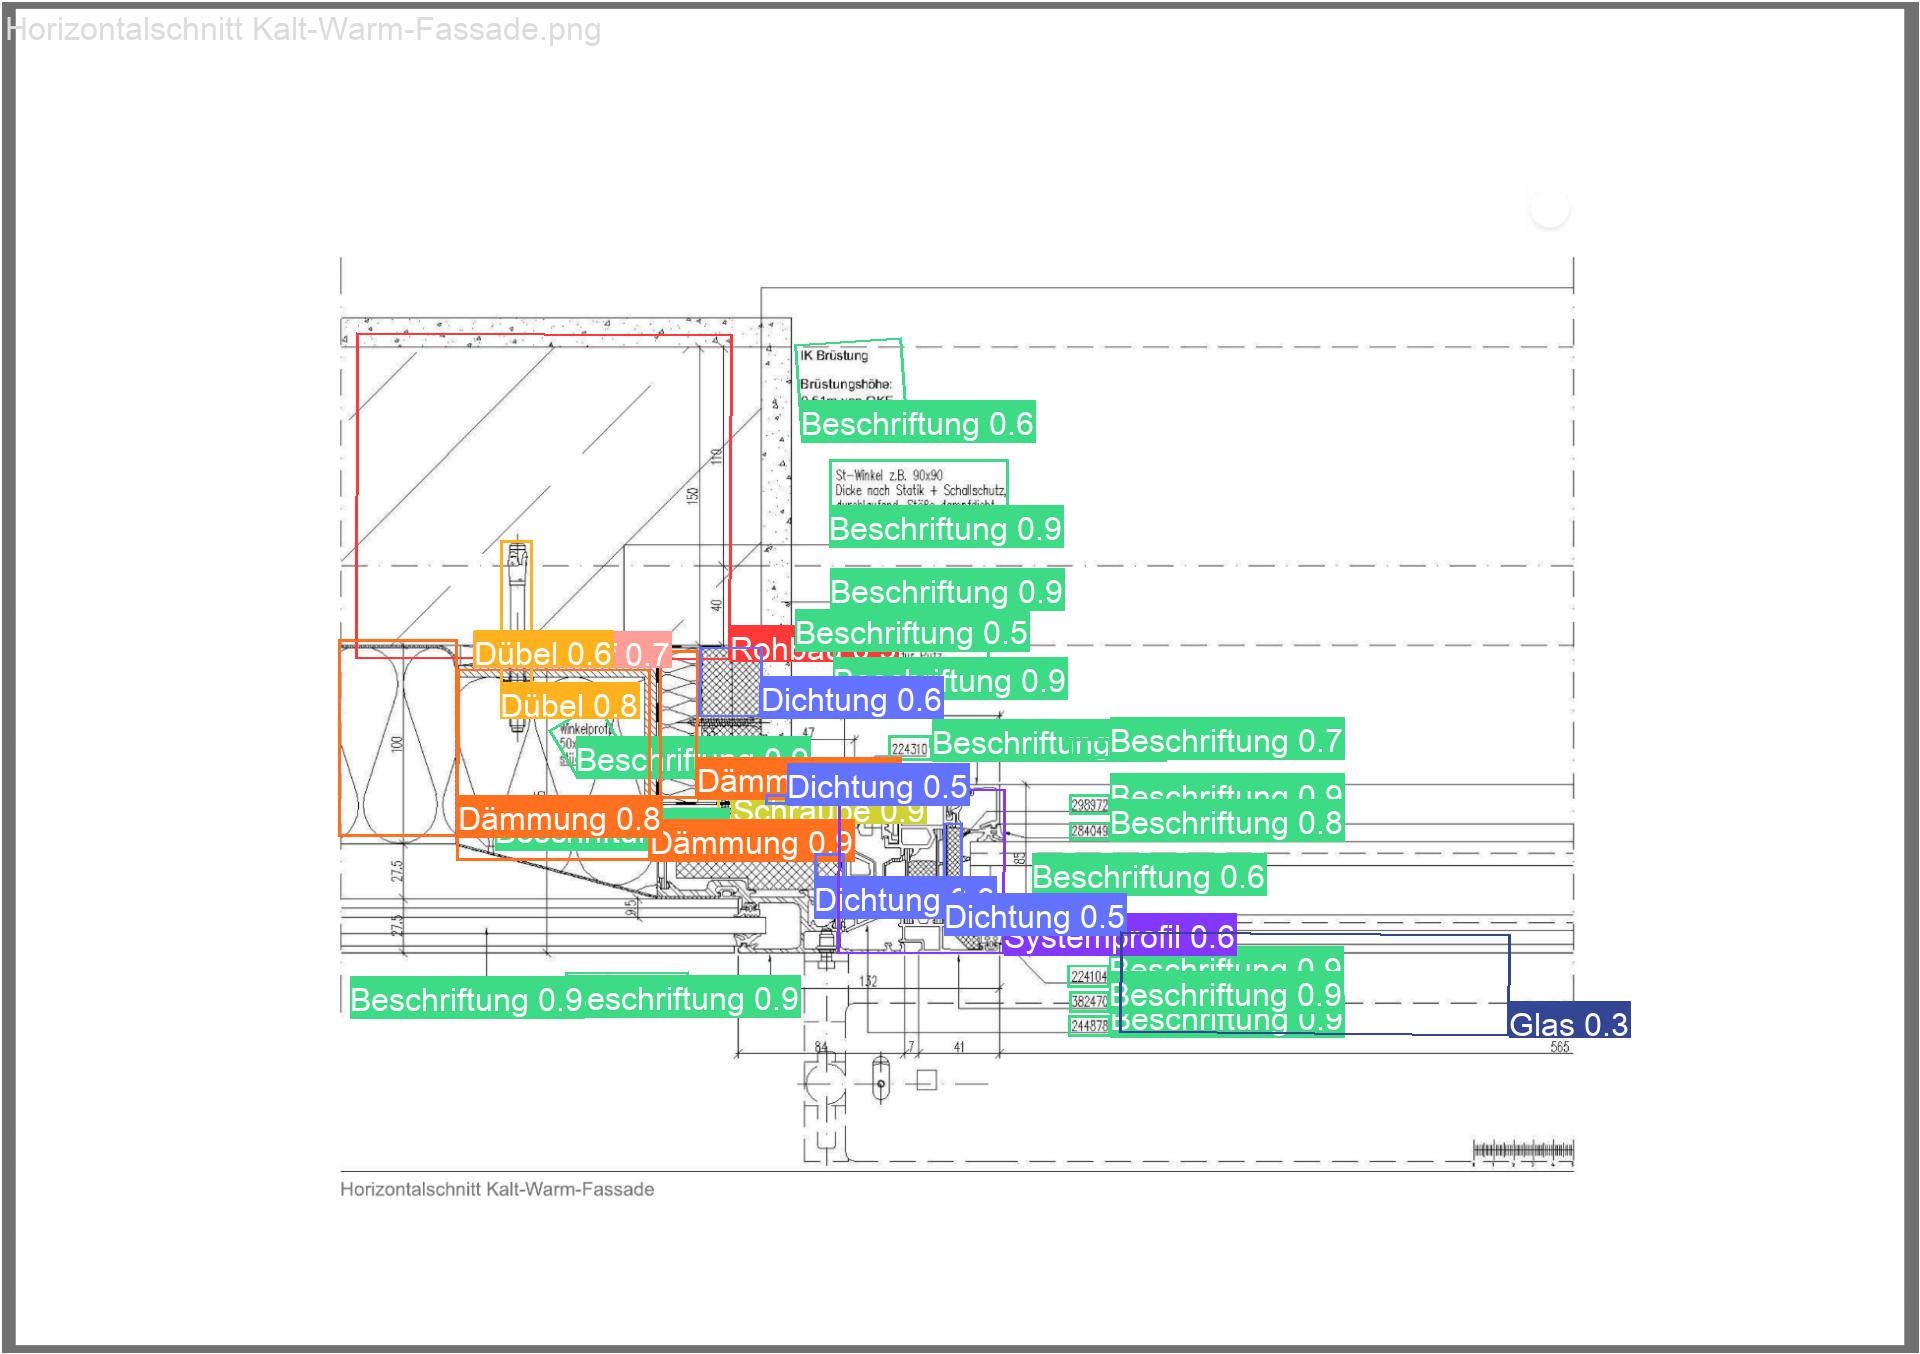 Horizontalschnitt Kalt-Warm-Fassade.png
IK Brüstung
Brüstungshöhe:
Beschriftung 0.6
St-Winkel z.B. 90x90
Dicke nach Statik + Schallschutz,
Beschriftung 0.9
110
150
Beschriftung 0.9
40
Beschriftung 0.5
Rohbau
Dübel 0.6
0.7
Beschriftung 0.9
Dichtung 0.6
Dübel 0.8
Winkelprofil
47
224310
Beschriftung
Beschriftung 0.7
100
Beschriftung 0.9
Dichtung 0.5
298972
Beschriftung 0.9
Schraube 0.9
Dämmung 0.8
284049
Beschriftung 0.8
Dämmung 0.9
85
27.5
Beschriftung 0.6
Dichtung
9.5
Dichtung 0.5
27.5
Systemprofil 0.6
224104
Beschriftung 0.9
132
Beschriftung 0.9
eschriftung 0.9
382470
Beschriftung 0.9
244878
Beschriftung 0.9
Glas 0.3
84
7
41
565
Horizontalschnitt Kalt-Warm-Fassade